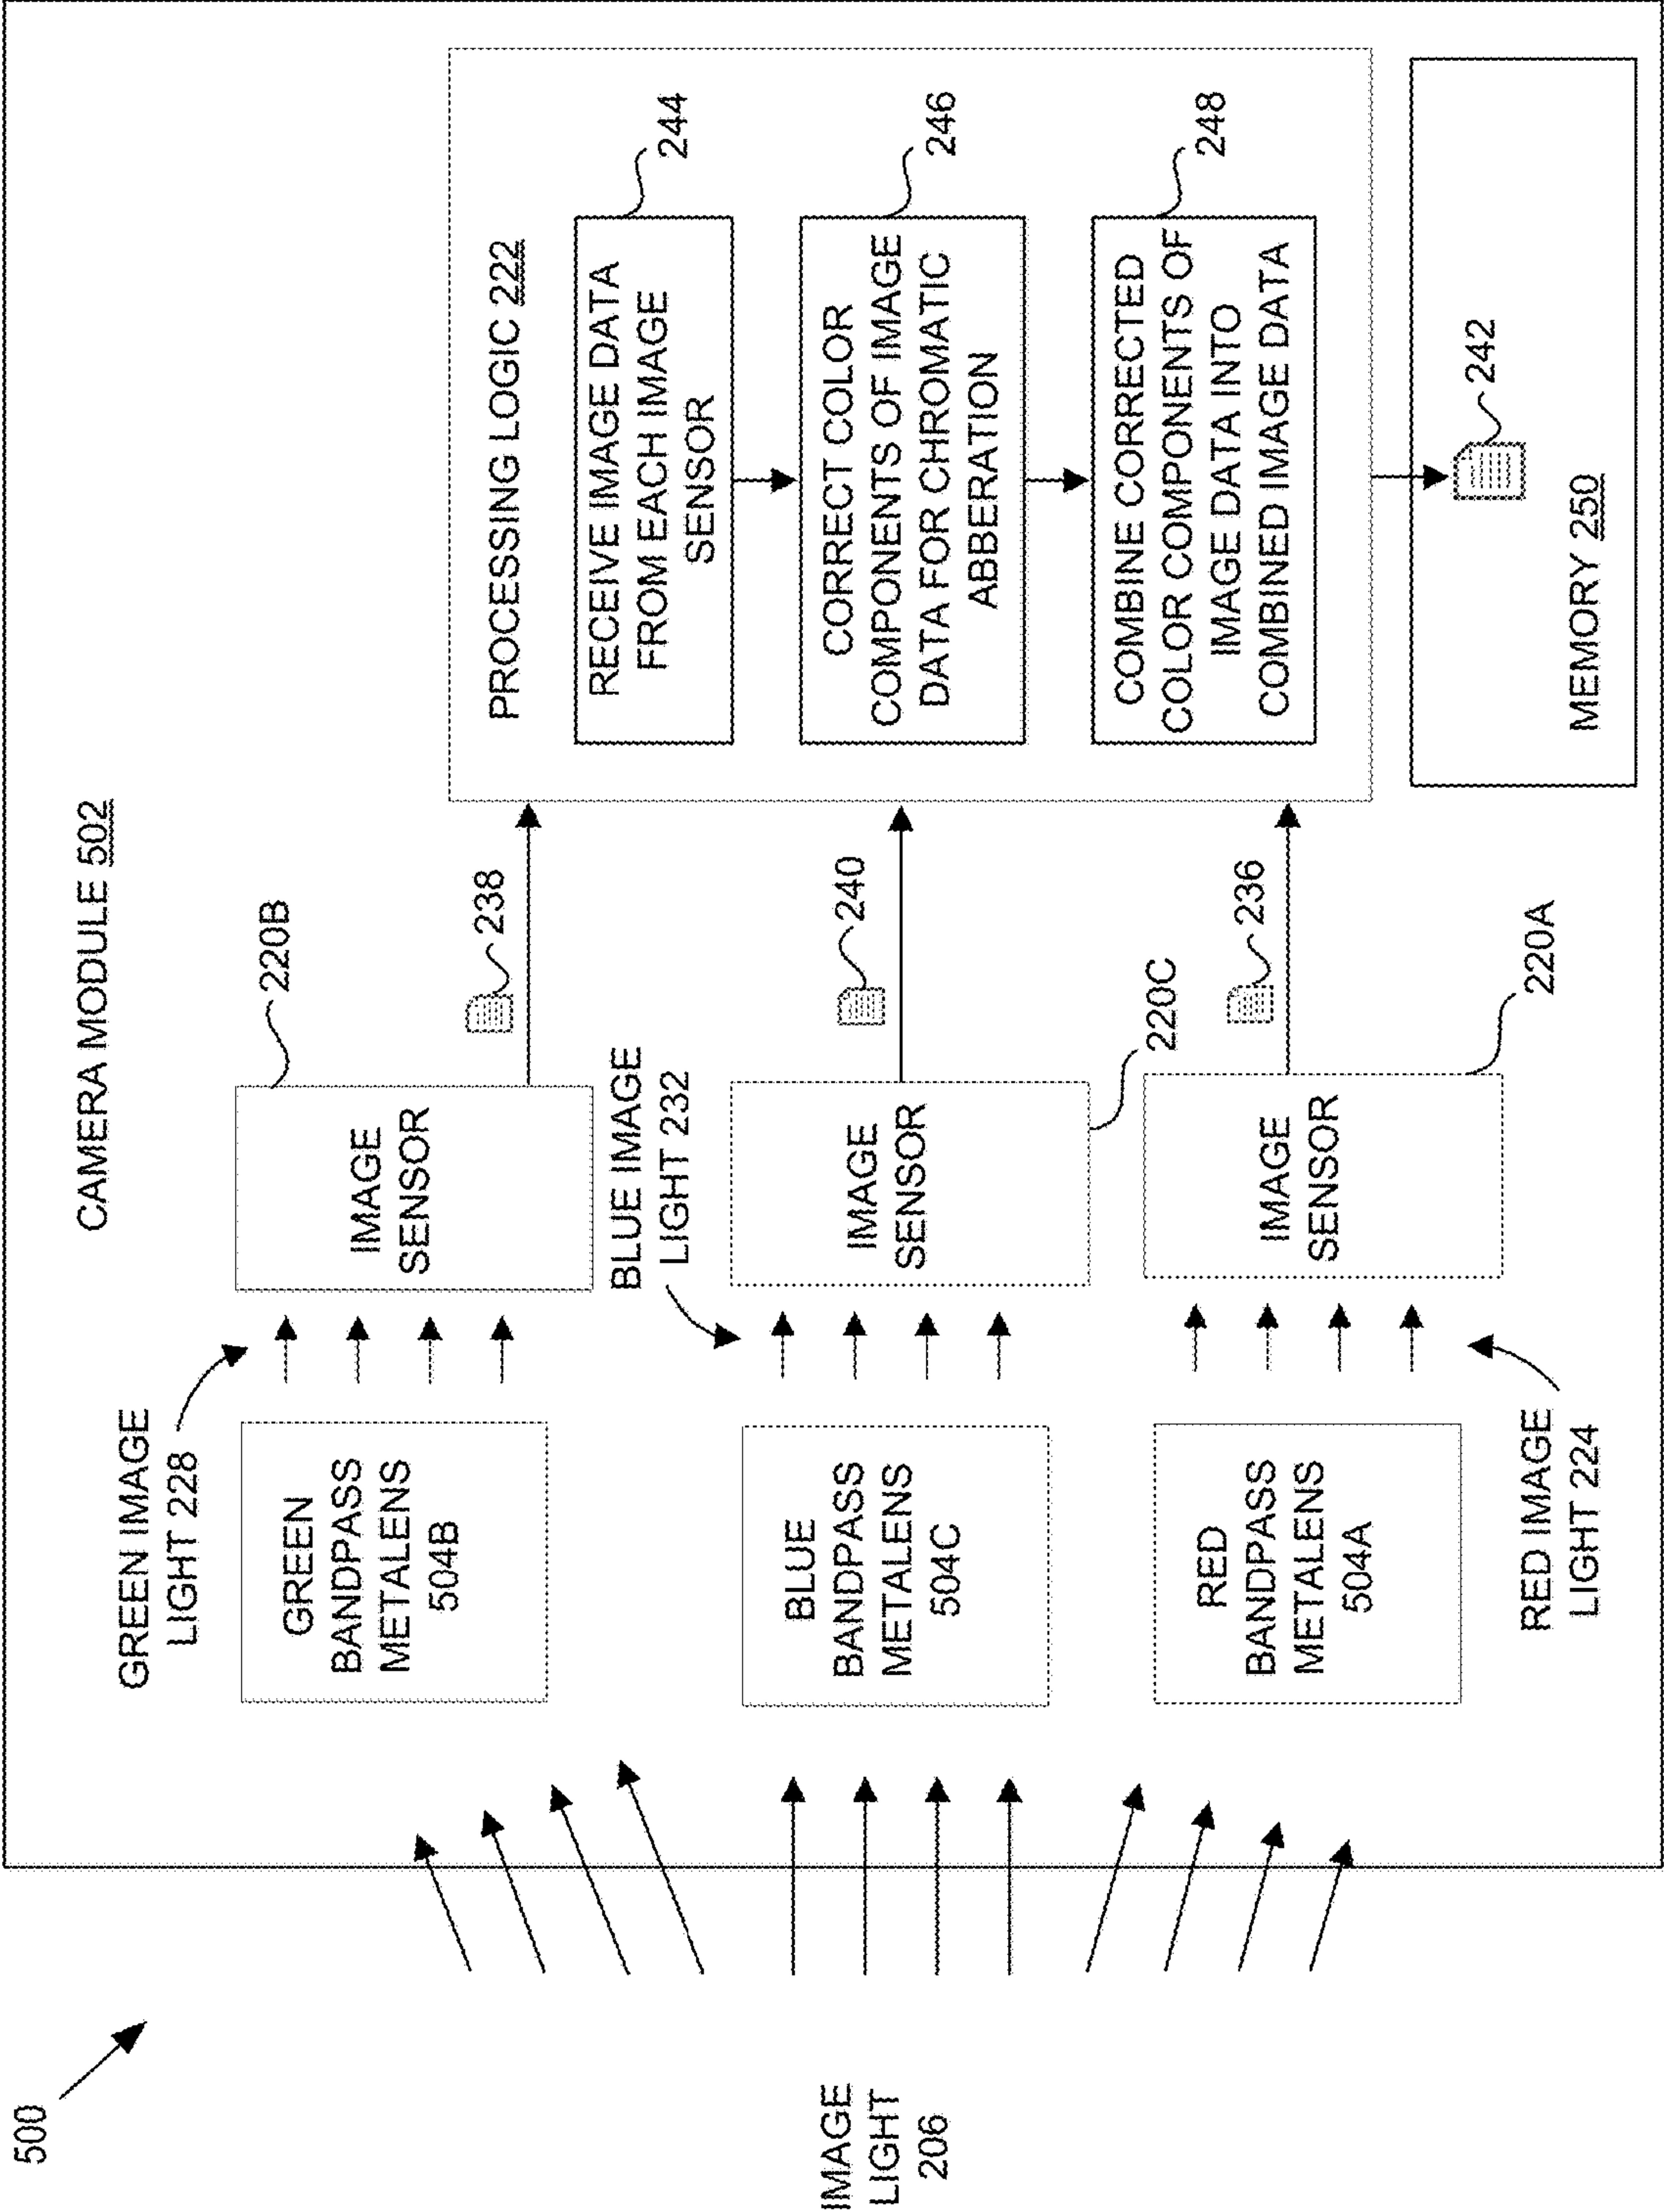 500
CAMERA MODULE 502
IMAGE
LIGHT
206
GREEN IMAGE
LIGHT 228
GREEN
BANDPASS
METALENS
504B
IMAGE
SENSOR
220B
238
BLUE IMAGE
LIGHT 232
BLUE
BANDPASS
METALENS
504C
IMAGE
SENSOR
220C
240
RED
BANDPASS
METALENS
504A
RED IMAGE
LIGHT 224
IMAGE
SENSOR
220A
236
PROCESSING LOGIC 222
RECEIVE IMAGE DATA
FROM EACH IMAGE
SENSOR
244
CORRECT COLOR
COMPONENTS OF IMAGE
DATA FOR CHROMATIC
ABBERATION
246
COMBINE CORRECTED
COLOR COMPONENTS OF
IMAGE DATA INTO
COMBINED IMAGE DATA
248
242
MEMORY 250